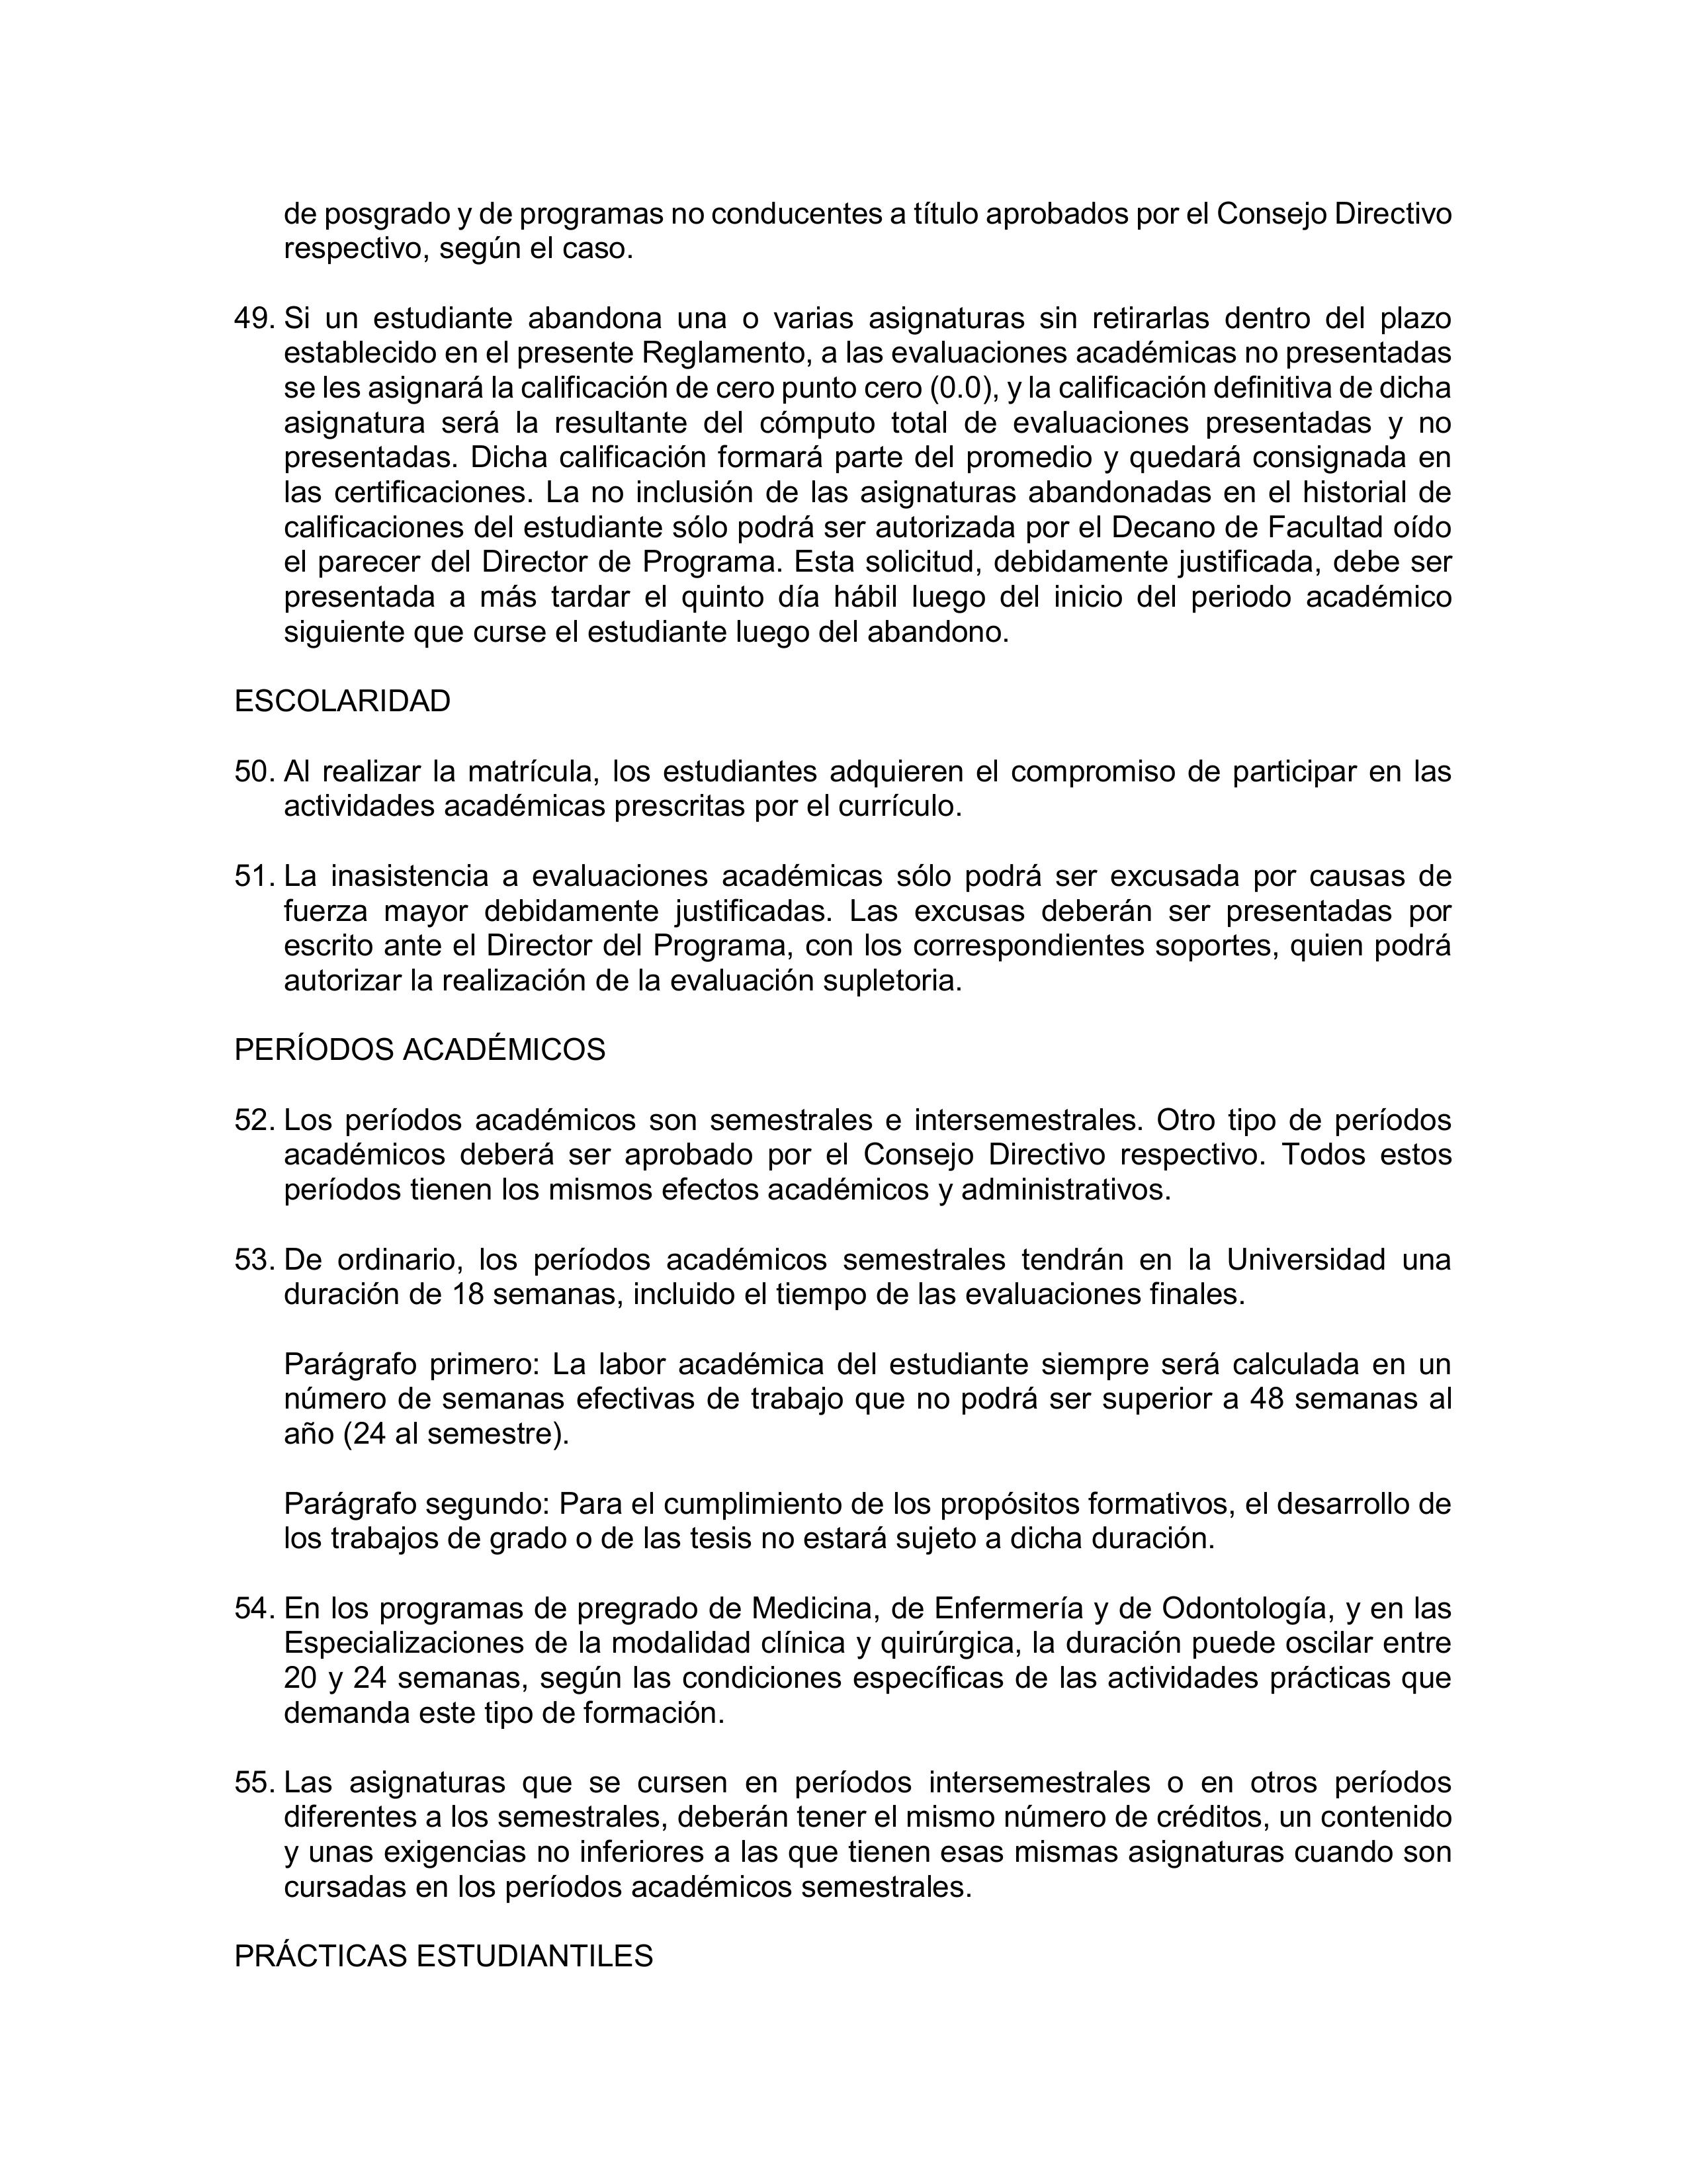 de posgrado y de programas no conducentes a título aprobados por el Consejo Directivo
respectivo, según el caso.
49. Si un estudiante abandona una o varias asignaturas sin retirarlas dentro del plazo
establecido en el presente Reglamento, a las evaluaciones académicas no presentadas
se les asignará la calificación de cero punto cero (0.0), y la calificación definitiva de dicha
asignatura será la resultante del cómputo total de evaluaciones presentadas y no
presentadas. Dicha calificación formará parte del promedio y quedará consignada en
las certificaciones. La no inclusión de las asignaturas abandonadas en el historial de
calificaciones del estudiante sólo podrá ser autorizada por el Decano de Facultad oído
el parecer del Director de Programa. Esta solicitud, debidamente justificada, debe ser
presentada a más tardar el quinto día hábil luego del inicio del periodo académico
siguiente que curse el estudiante luego del abandono.
ESCOLARIDAD
50. Al realizar la matrícula, los estudiantes adquieren el compromiso de participar en las
actividades académicas prescritas por el currículo.
51. La inasistencia a evaluaciones académicas sólo podrá ser excusada por causas de
fuerza mayor debidamente justificadas. Las excusas deberán ser presentadas por
escrito ante el Director del Programa, con los correspondientes soportes, quien podrá
autorizar la realización de la evaluación supletoria.
PERÍODOS ACADÉMICOS
52. Los períodos académicos son semestrales e intersemestrales. Otro tipo de períodos
académicos deberá ser aprobado por el Consejo Directivo respectivo. Todos estos
períodos tienen los mismos efectos académicos y administrativos.
53. De ordinario, los períodos académicos semestrales tendrán en la Universidad una
duración de 18 semanas, incluido el tiempo de las evaluaciones finales.
Parágrafo primero: La labor académica del estudiante siempre será calculada en un
número de semanas efectivas de trabajo que no podrá ser superior a 48 semanas al
año (24 al semestre).
Parágrafo segundo: Para el cumplimiento de los propósitos formativos, el desarrollo de
los trabajos de grado o de las tesis no estará sujeto a dicha duración.
54. En los programas de pregrado de Medicina, de Enfermería y de Odontología, y en las
Especializaciones de la modalidad clínica y quirúrgica, la duración puede oscilar entre
20 y 24 semanas, según las condiciones específicas de las actividades prácticas que
demanda este tipo de formación.
55. Las asignaturas que se cursen en períodos intersemestrales o en otros períodos
diferentes a los semestrales, deberán tener el mismo número de créditos, un contenido
y unas exigencias no inferiores a las que tienen esas mismas asignaturas cuando son
cursadas en los períodos académicos semestrales.
PRÁCTICAS ESTUDIANTILES